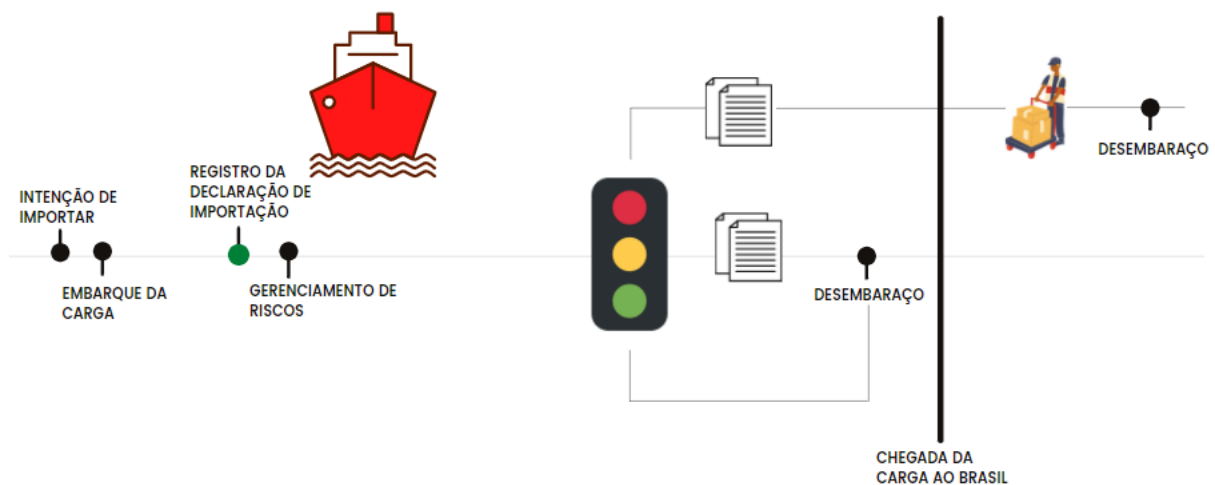 INTENÇÃO DE
IMPORTAR
EMBARQUE DA
CARGA
REGISTRO DA
DECLARAÇÃO DE
IMPORTAÇÃO
GERENCIAMENTO DE
RISCOS
DESEMBARAÇO
CHEGADA DA
CARGA AO BRASIL
DESEMBARAÇO